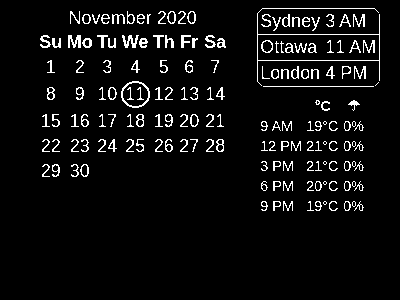 November 2020
Su Mo Tu We Th Fr Sa
1 2 3 4 5 6 7
8 9 10 11 12 13 14
15 16 17 18 19 20 21
22 23 24 25 26 27 28
29 30
Sydney 3 AM
Ottawa 11 AM
London 4 PM
°C ☂
9 AM 19°C 0%
12 PM 21°C 0%
3 PM 21°C 0%
6 PM 20°C 0%
9 PM 19°C 0%